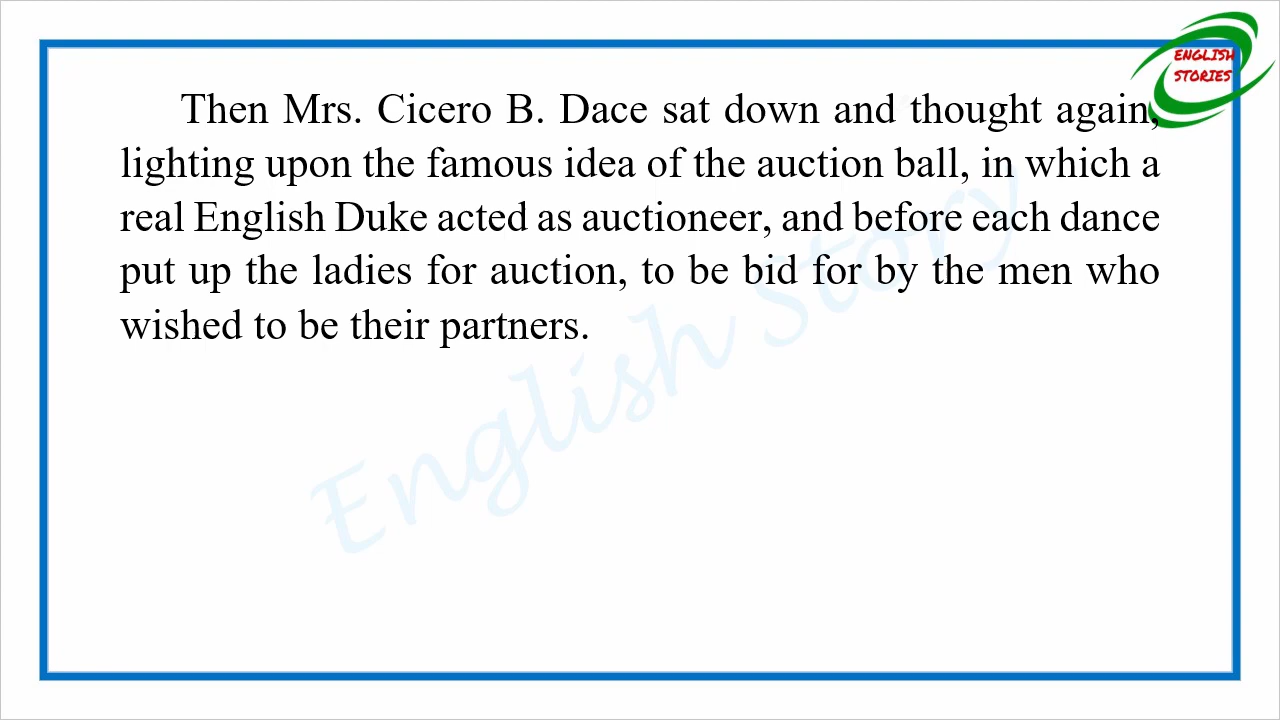 ENGLISH
STORIES
Then Mrs. Cicero B. Dace sat down and thought again,
lighting upon the famous idea of the auction ball, in which a
real English Duke acted as auctioneer, and before each dance
put up the ladies for auction, to be bid for by the men who
wished to be their partners.
English Story